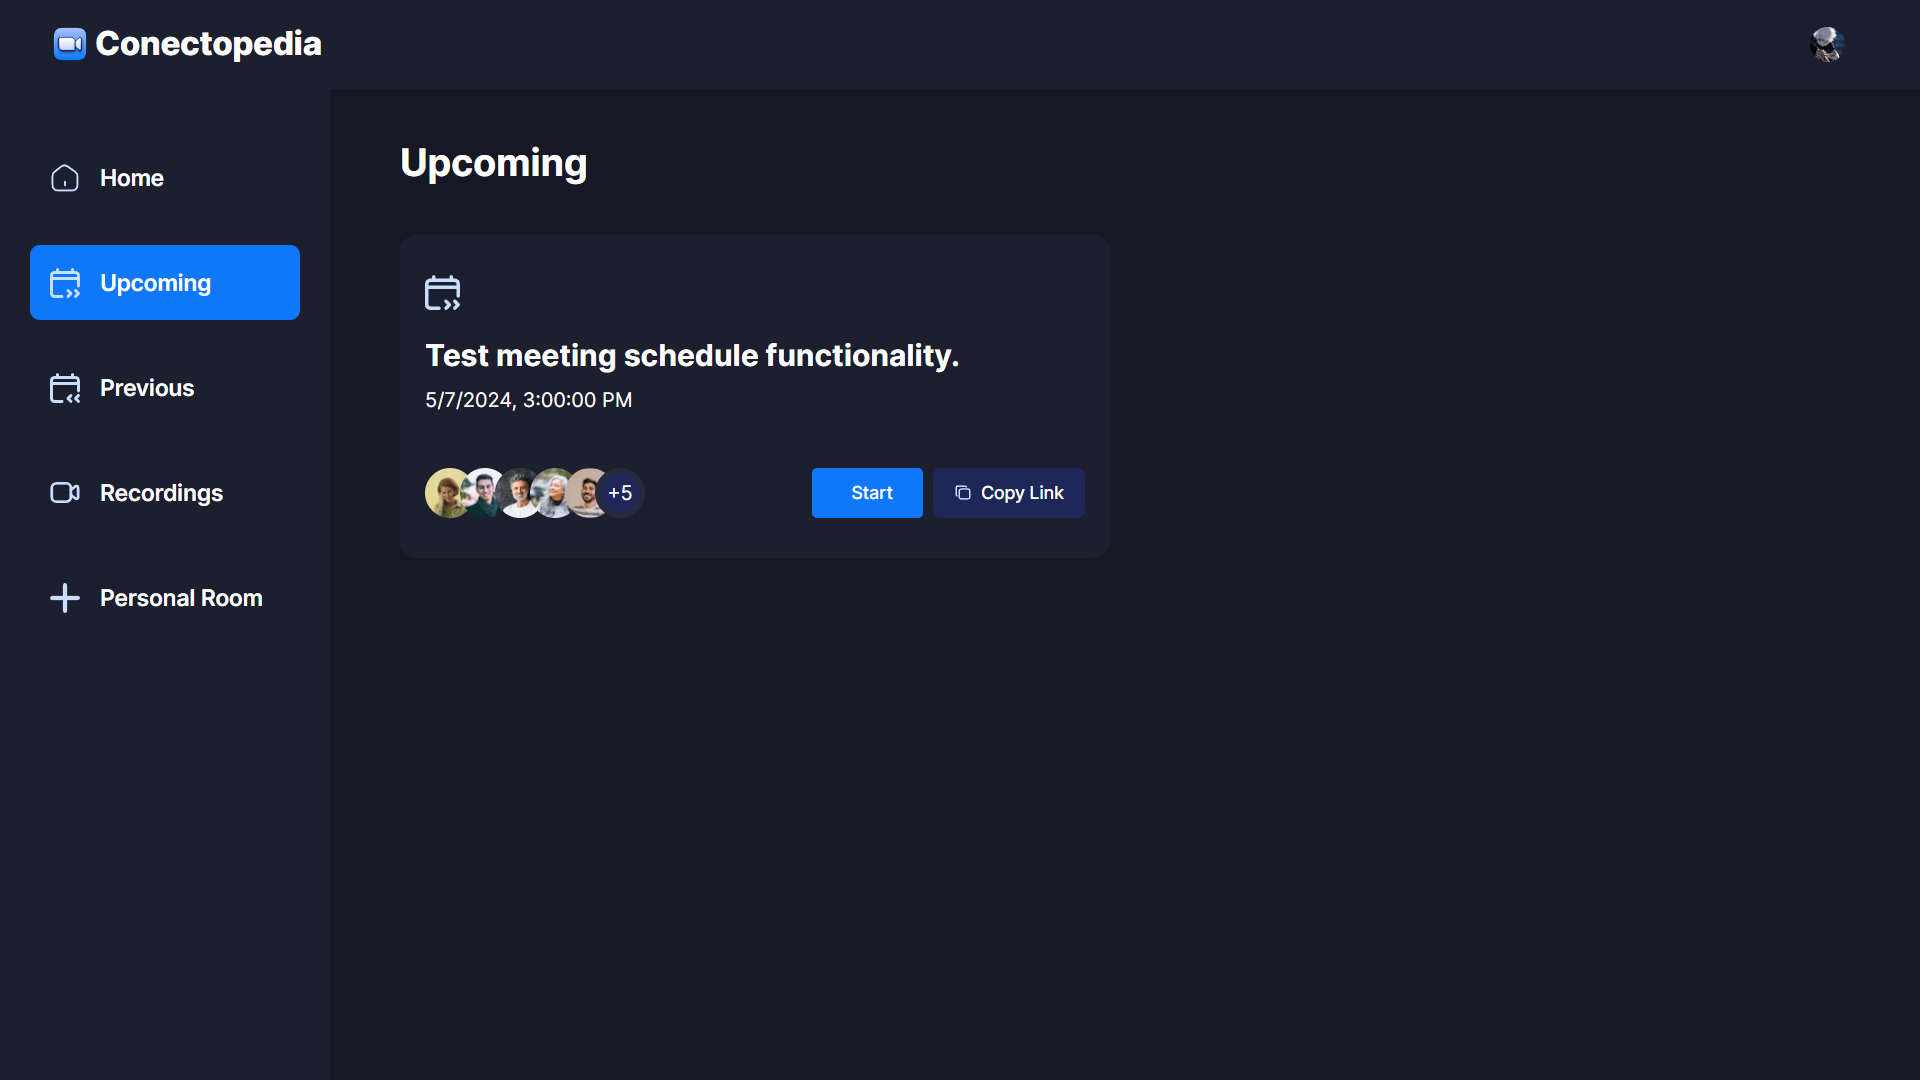 Conectopedia
Home
Upcoming
Previous
Recordings
Personal Room
Upcoming
Test meeting schedule functionality.
5/7/2024, 3:00:00 PM
+5
Start
Copy Link